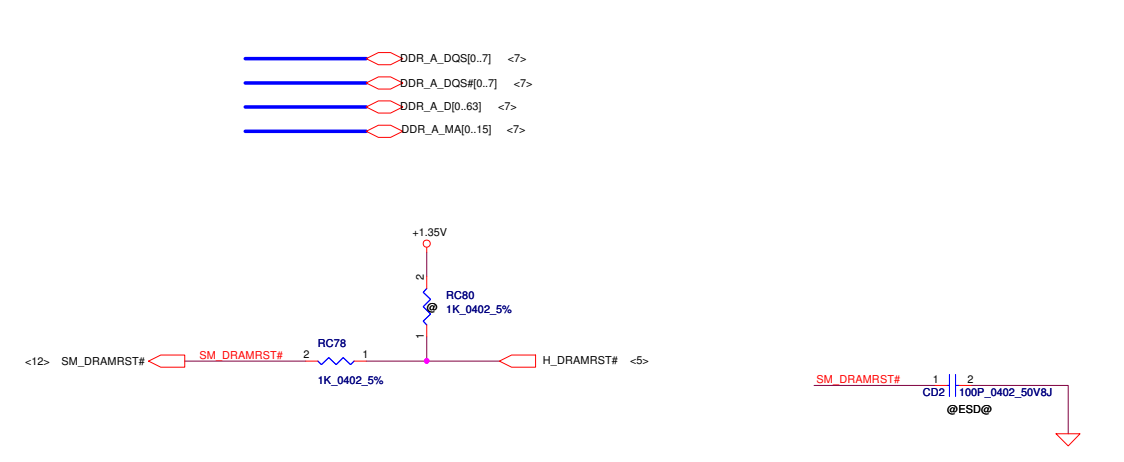 DDR_A_DQS[0..7] <7>
DDR_A_DQS#[0..7] <7>
DDR_A_D[0..63] <7>
DDR_A_MA[0..15] <7>
+1.35V
2
RC80
@
1K_0402_5%
1
RC78
<12> SM_DRAMRST# SM_DRAMRST# 2 1 H_DRAMRST# <5>
1K_0402_5%
SM_DRAMRST# 1 2
CD2 100P_0402_50V8J
@ESD@